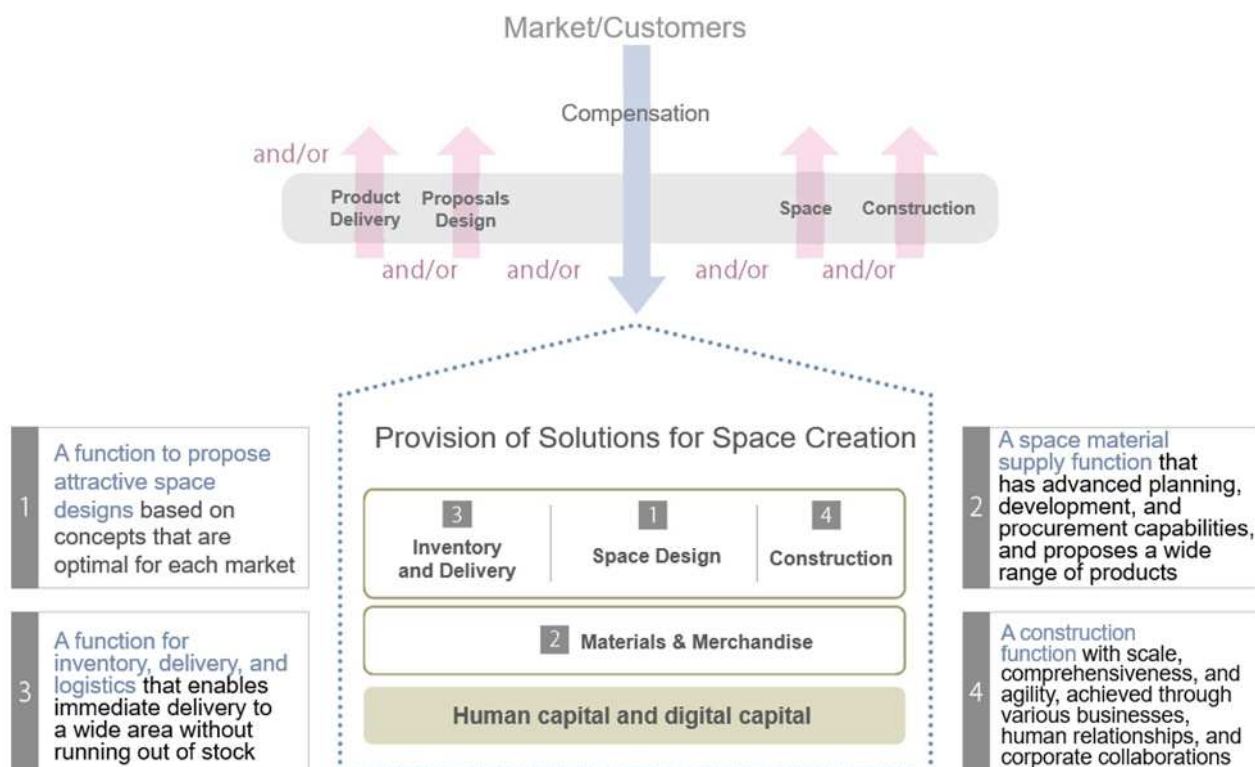 Market/Customers
Compensation
and/or
Product
Delivery
Proposals
Design
Space
Construction
and/or
and/or
and/or
and/or
Provision of Solutions for Space Creation
1
A function to propose
attractive space
designs based on
concepts that are
optimal for each market
3
Inventory
and Delivery
1
Space Design
4
Construction
2
A space material
supply function that
has advanced planning,
development, and
procurement capabilities,
and proposes a wide
range of products
2 Materials & Merchandise
3
A function for
inventory, delivery, and
logistics that enables
immediate delivery to
a wide area without
running out of stock
Human capital and digital capital
4
A construction
function with scale,
comprehensiveness, and
agility, achieved through
various businesses,
human relationships, and
corporate collaborations